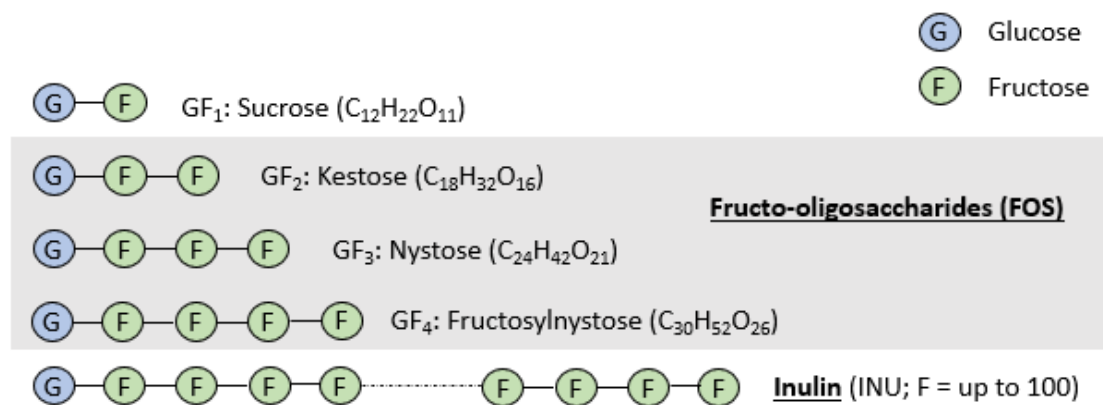 G Glucose
F Fructose
G F GF₁: Sucrose (C₁₂H₂₂O₁₁)
G F F GF₂: Kestose (C₁₈H₃₂O₁₆)
Fructo-oligosaccharides (FOS)
G F F F GF₃: Nystose (C₂₄H₄₂O₂₁)
G F F F F GF₄: Fructosylnystose (C₃₀H₅₂O₂₆)
G F F F F F F F F Inulin (INU; F = up to 100)